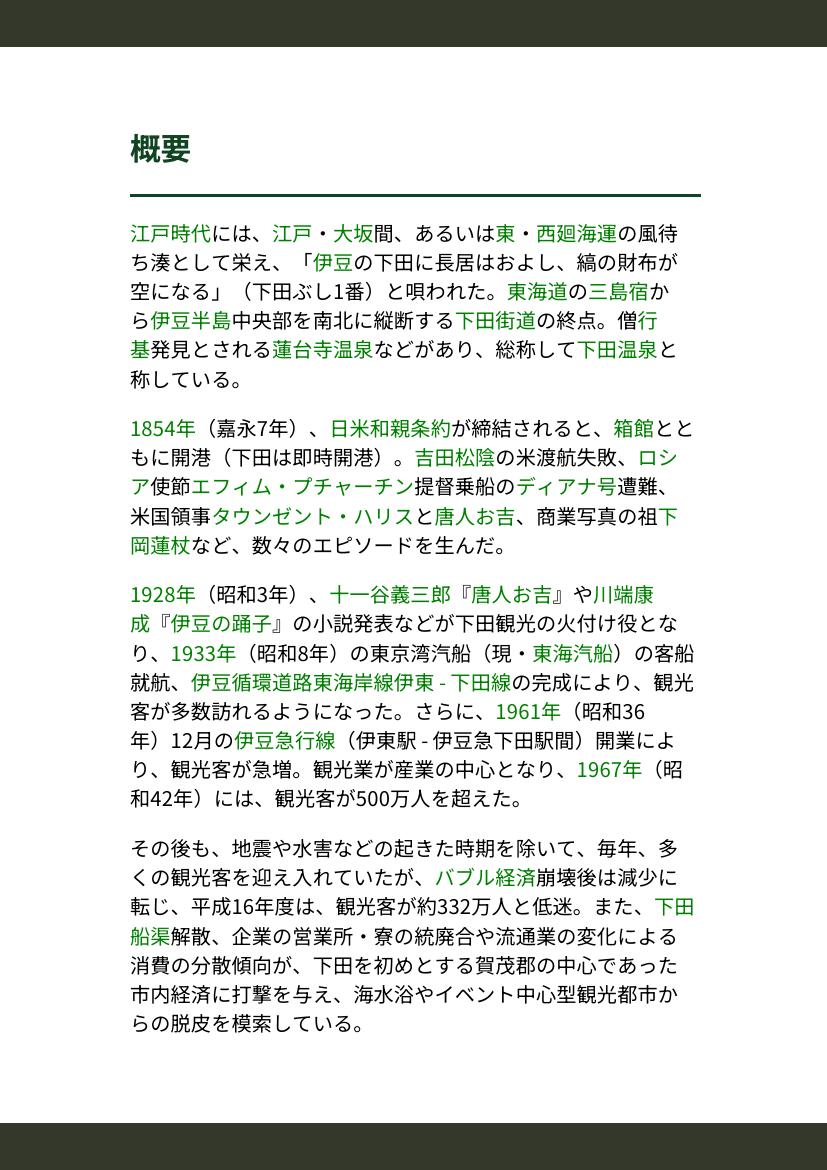 概要
江戸時代には、江戸・大坂間、あるいは東・西廻海運の風待
ち湊として栄え、「伊豆の下田に長居はおよし、縞の財布が
空になる」（下田ぶし1番）と唄われた。東海道の三島宿か
ら伊豆半島中央部を南北に縦断する下田街道の終点。僧行
基発見とされる蓮台寺温泉などがあり、総称して下田温泉と
称している。
1854年（嘉永7年）、日米和親条約が締結されると、箱館とと
もに開港（下田は即時開港）。吉田松陰の米渡航失敗、ロシ
ア使節エフィム・プチャーチン提督乗船のディアナ号遭難、
米国領事タウンゼント・ハリスと唐人お吉、商業写真の祖下
岡蓮杖など、数々のエピソードを生んだ。
1928年（昭和3年）、十一谷義三郎『唐人お吉』や川端康
成『伊豆の踊子』の小説発表などが下田観光の火付け役とな
り、1933年（昭和8年）の東京湾汽船（現・東海汽船）の客船
就航、伊豆循環道路東海岸線伊東 - 下田線の完成により、観光
客が多数訪れるようになった。さらに、1961年（昭和36
年）12月の伊豆急行線（伊東駅 - 伊豆急下田駅間）開業によ
り、観光客が急増。観光業が産業の中心となり、1967年（昭
和42年）には、観光客が500万人を超えた。
その後も、地震や水害などの起きた時期を除いて、毎年、多
くの観光客を迎え入れていたが、バブル経済崩壊後は減少に
転じ、平成16年度は、観光客が約332万人と低迷。また、下田
船渠解散、企業の営業所・寮の統廃合や流通業の変化による
消費の分散傾向が、下田を初めとする賀茂郡の中心であった
市内経済に打撃を与え、海水浴やイベント中心型観光都市か
らの脱皮を模索している。